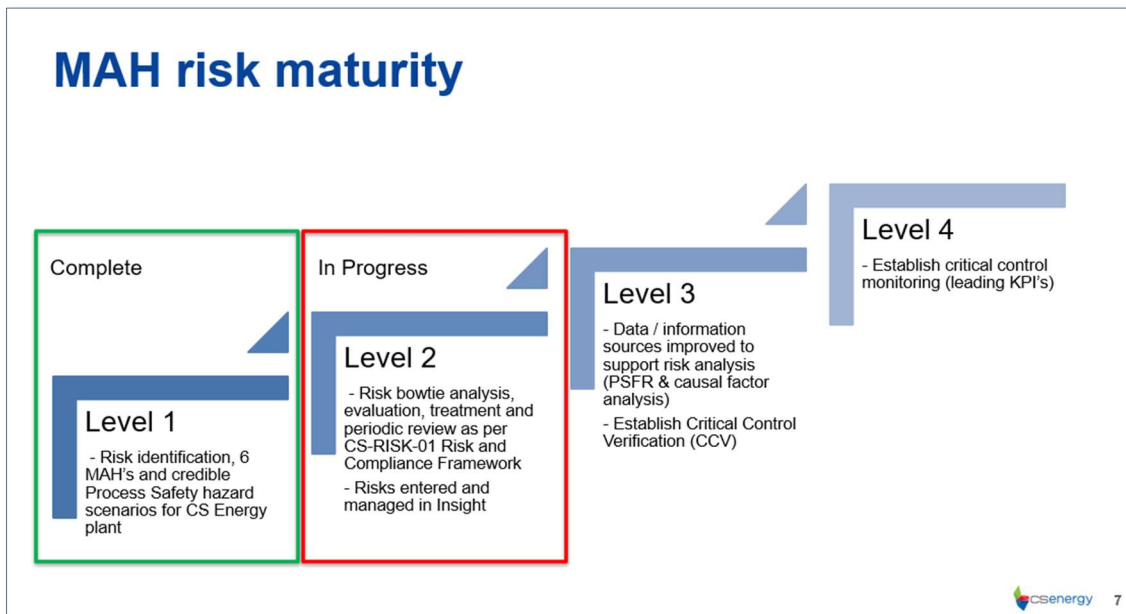 MAH risk maturity
Complete
Level 1
- Risk identification, 6
MAH's and credible
Process Safety hazard
scenarios for CS Energy
plant
In Progress
Level 2
- Risk bowtie analysis,
evaluation, treatment and
periodic review as per
CS-RISK-01 Risk and
Compliance Framework
- Risks entered and
managed in Insight
Level 3
- Data / information
sources improved to
support risk analysis
(PSFR & causal factor
analysis)
- Establish Critical Control
Verification (CCV)
Level 4
- Establish critical control
monitoring (leading KPI's)
csenergy 7